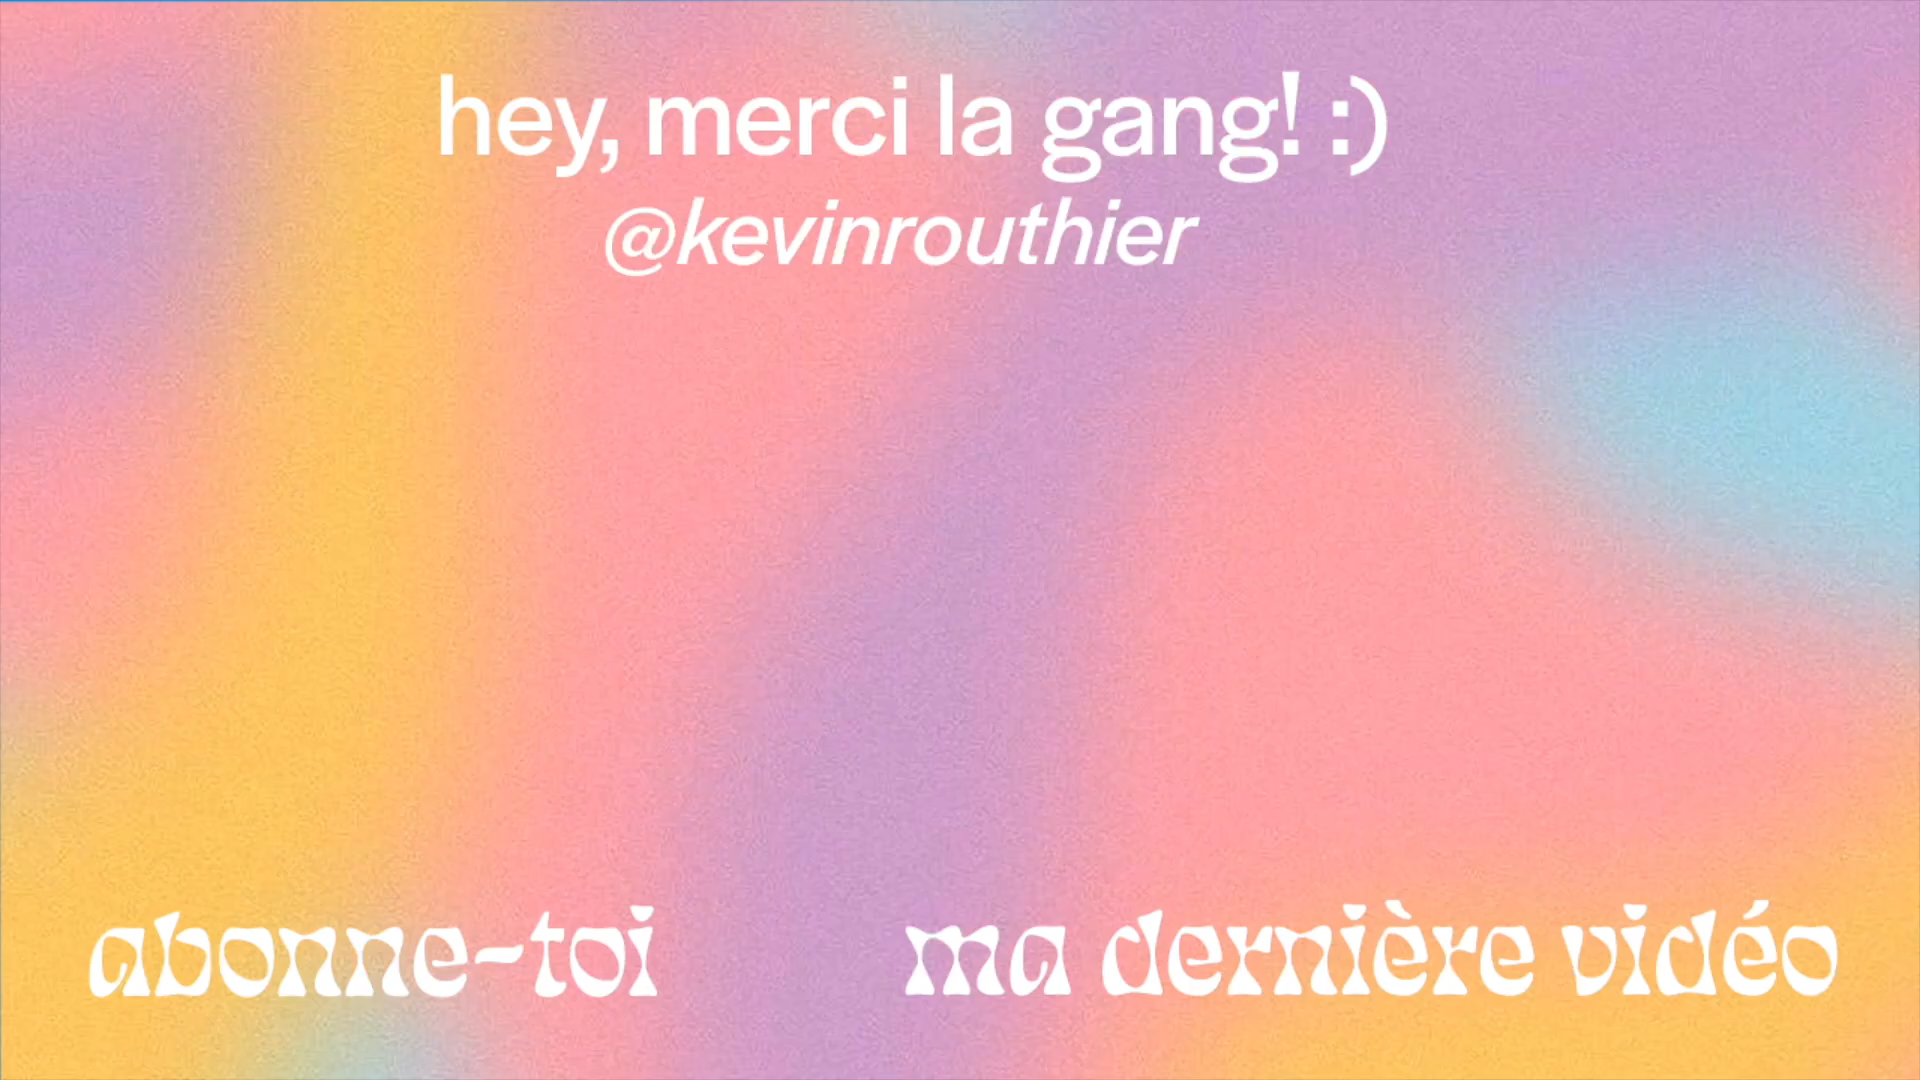 hey, merci la gang! :)
@kevinrouthier
abonne-toi
ma dernière vidéo